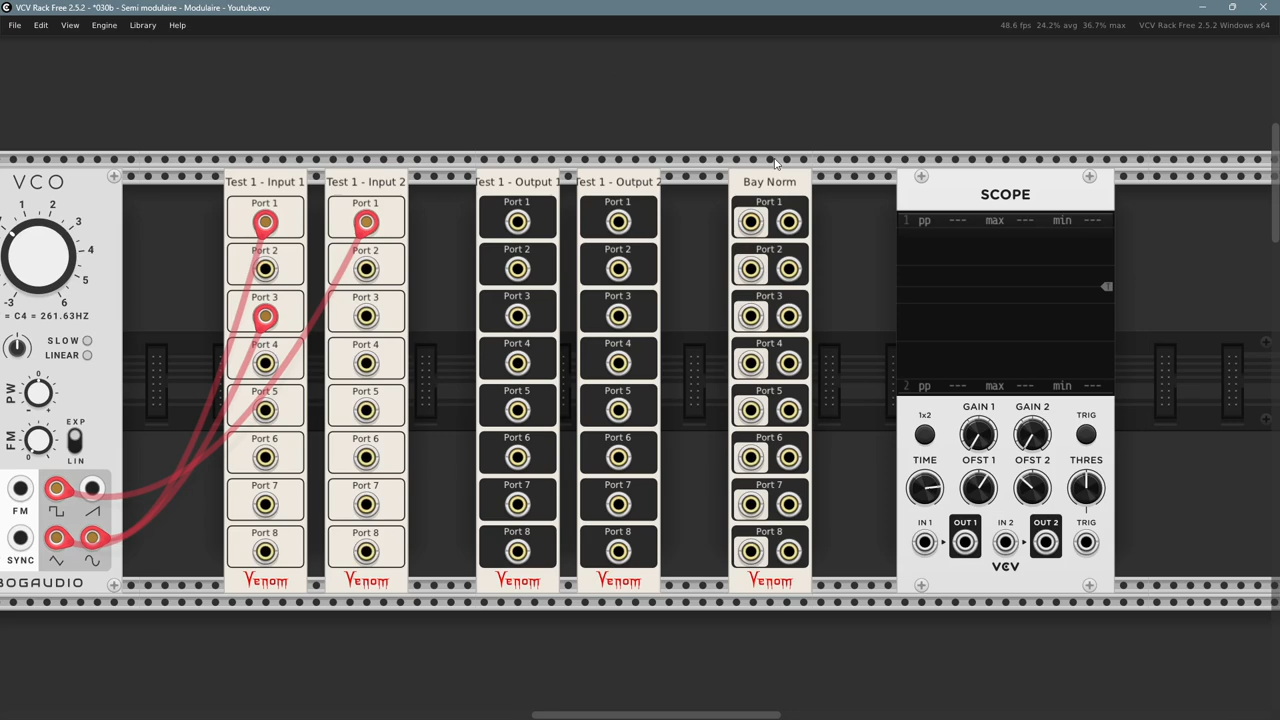 VCV Rack Free 2.5.2 - *030b - Semi modulaire - Modulaire - Youtube.vcv
File Edit View Engine Library Help
48.6 fps 24.2% avg 36.7% max VCV Rack Free 2.5.2 Windows x64
VCO
1 2
3
4
5
-3 6
= C4 = 261.63HZ
SLOW
LINEAR
PW
0
- +
FM
0
EXP
LIN
FM
SYNC
BOGAUDIO
Test 1 - Input 1
Port 1
Port 2
Port 3
Port 4
Port 5
Port 6
Port 7
Port 8
Venom
Test 1 - Input 2
Port 1
Port 2
Port 3
Port 4
Port 5
Port 6
Port 7
Port 8
Venom
Test 1 - Output 1
Port 1
Port 2
Port 3
Port 4
Port 5
Port 6
Port 7
Port 8
Venom
Test 1 - Output 2
Port 1
Port 2
Port 3
Port 4
Port 5
Port 6
Port 7
Port 8
Venom
Bay Norm
Port 1
Port 2
Port 3
Port 4
Port 5
Port 6
Port 7
Port 8
Venom
SCOPE
1 pp --- max --- min ---
T
2 pp --- max --- min ---
1x2 GAIN 1 GAIN 2 TRIG
TIME OFST 1 OFST 2 THRES
IN 1 OUT 1 IN 2 OUT 2 TRIG
VCV